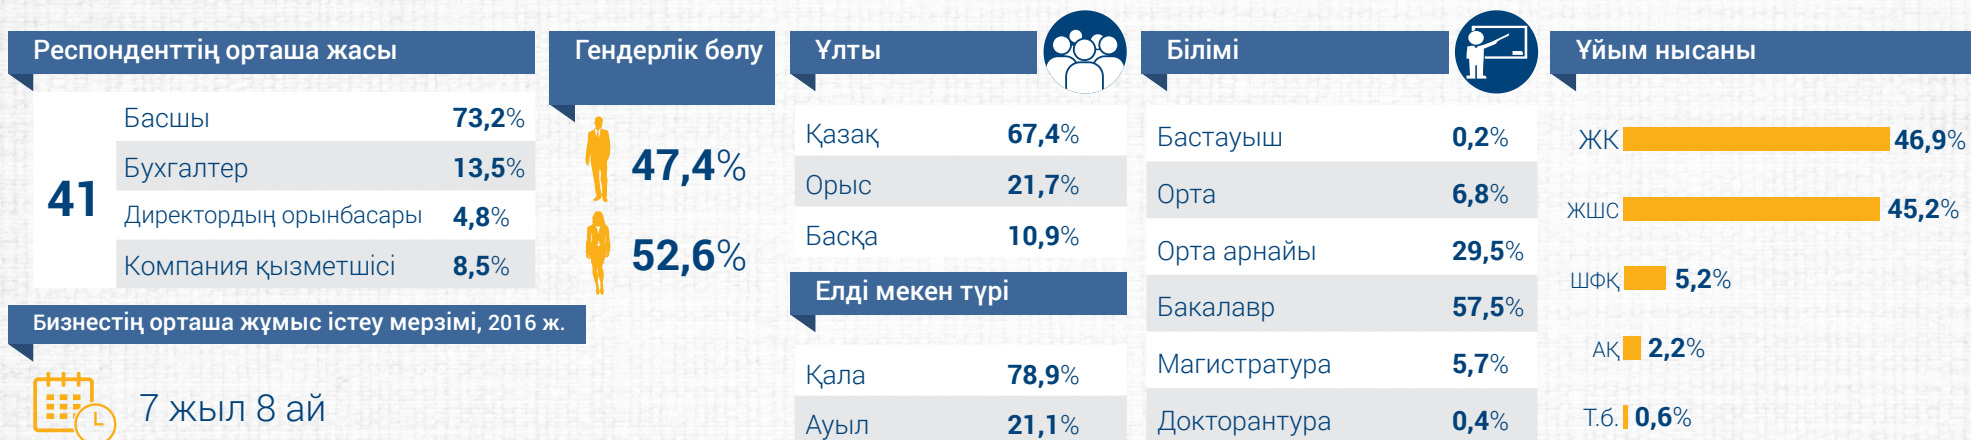 Респонденттің орташа жасы
41
Басшы 73,2%
Бухгалтер 13,5%
Директордың орынбасары 4,8%
Компания қызметшісі 8,5%
Бизнестің орташа жұмыс істеу мерзімі, 2016 ж.
7 жыл 8 ай
Гендерлік бөлу
47,4%
52,6%
Ұлты
Қазақ 67,4%
Орыс 21,7%
Басқа 10,9%
Елді мекен түрі
Қала 78,9%
Ауыл 21,1%
Білімі
Бастауыш 0,2%
Орта 6,8%
Орта арнайы 29,5%
Бакалавр 57,5%
Магистратура 5,7%
Докторантура 0,4%
Ұйым нысаны
ЖК 46,9%
ЖШС 45,2%
ШФҚ 5,2%
АҚ 2,2%
Т.б. 0,6%